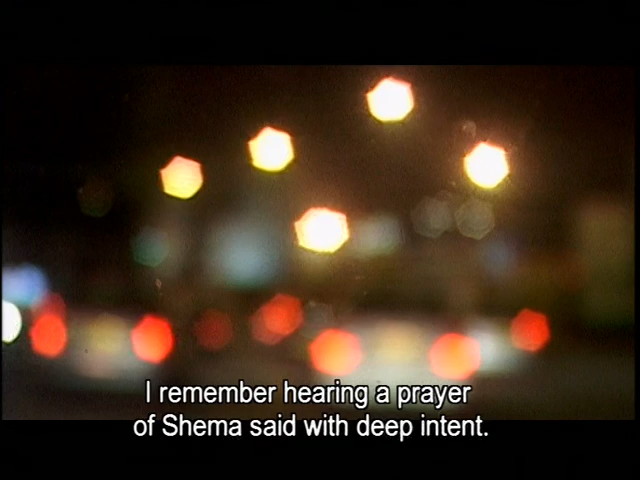 I remember hearing a prayer
of Shema said with deep intent.